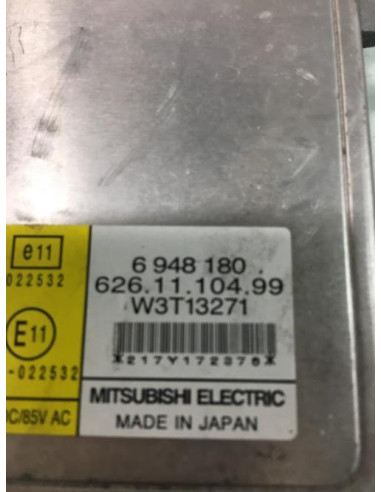 e11
022532
E11
-022532
DC/85V AC
6 948 180
626.11.104.99
W3T13271
*217Y172876*
MITSUBISHI ELECTRIC
MADE IN JAPAN